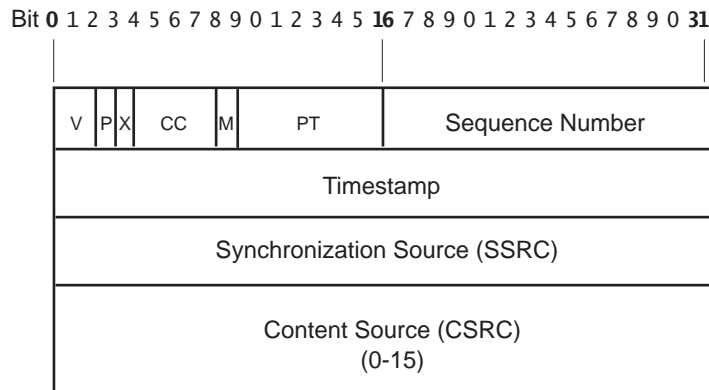 Bit 0 1 2 3 4 5 6 7 8 9 0 1 2 3 4 5 16 7 8 9 0 1 2 3 4 5 6 7 8 9 0 31
V P X CC M PT Sequence Number
Timestamp
Synchronization Source (SSRC)
Content Source (CSRC)
(0-15)